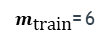 m_train = 6